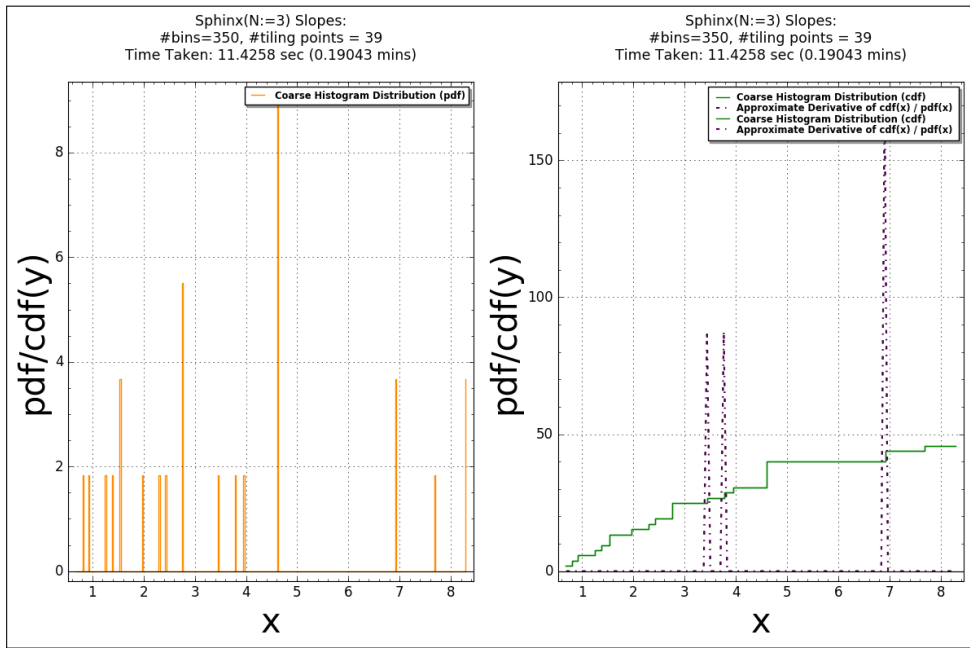 Sphinx(N:=3) Slopes:
#bins=350, #tiling points = 39
Time Taken: 11.4258 sec (0.19043 mins)
Coarse Histogram Distribution (pdf)
pdf/cdf(y)
8
6
4
2
0
1 2 3 4 5 6 7 8
x
Sphinx(N:=3) Slopes:
#bins=350, #tiling points = 39
Time Taken: 11.4258 sec (0.19043 mins)
Coarse Histogram Distribution (cdf)
Approximate Derivative of cdf(x) / pdf(x)
Coarse Histogram Distribution (cdf)
Approximate Derivative of cdf(x) / pdf(x)
pdf/cdf(y)
150
100
50
0
1 2 3 4 5 6 7 8
x